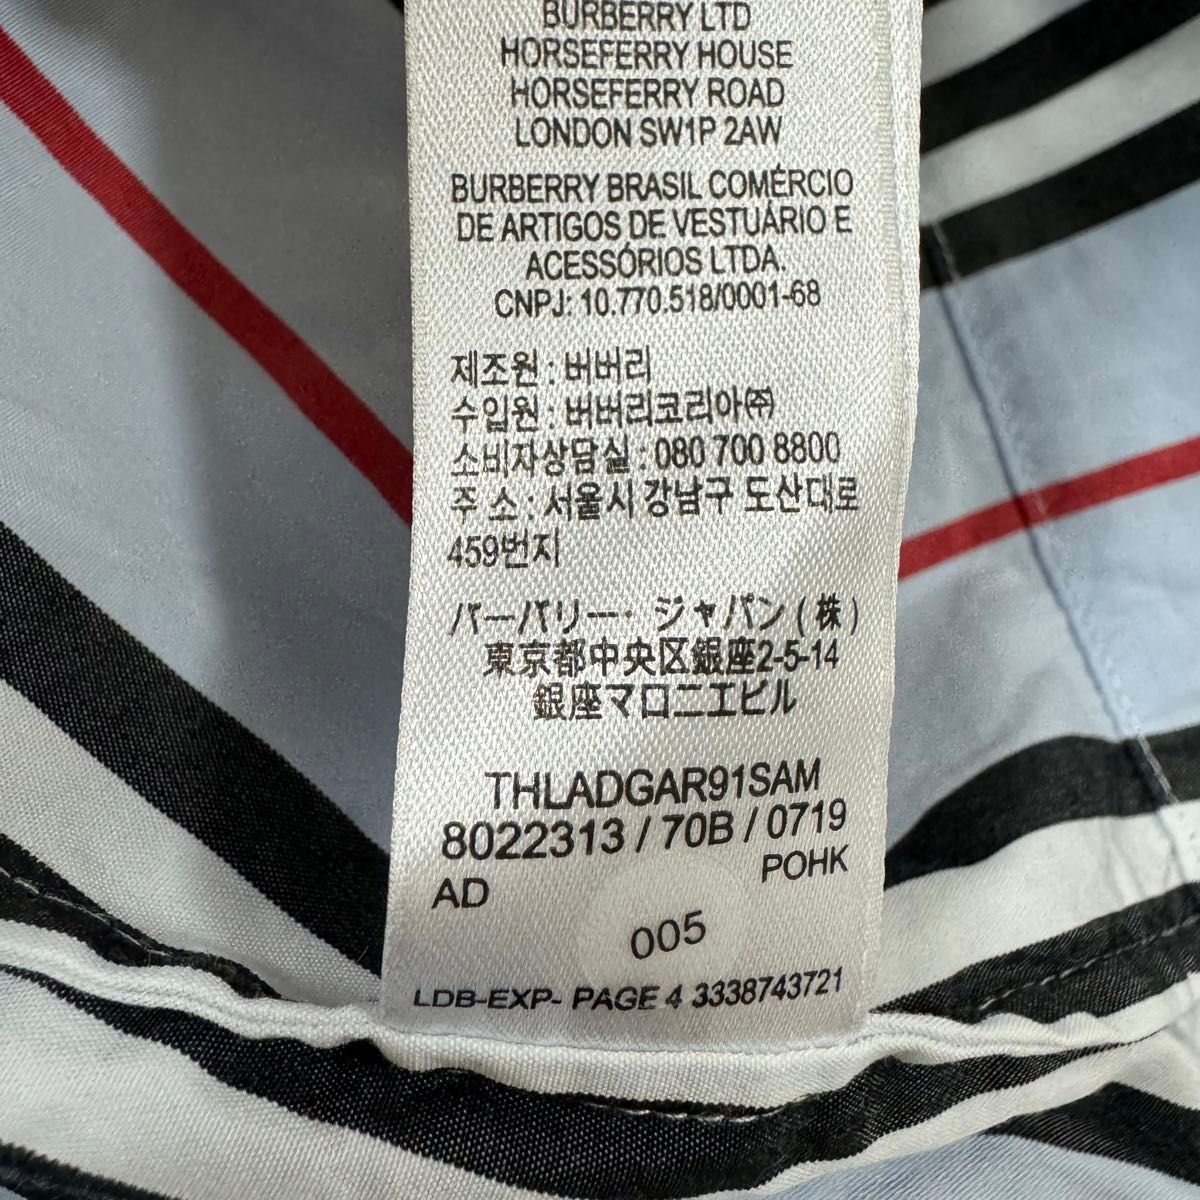 BURBERRY LTD
HORSEFERRY HOUSE
HORSEFERRY ROAD
LONDON SW1P 2AW
BURBERRY BRASIL COMÉRCIO
DE ARTIGOS DE VESTUÁRIO E
ACESSÓRIOS LTDA.
CNPJ: 10.770.518/0001-68
제조원 : 버버리
수입원 : 버버리코리아㈜
소비자상담실 : 080 700 8800
주 소 : 서울시 강남구 도산대로
459번지
バーバリー・ジャパン(株)
東京都中央区銀座2-5-14
銀座マロニエビル
THLADGAR91SAM
8022313 / 70B / 0719
AD POHK
005
LDB-EXP- PAGE 4 3338743721